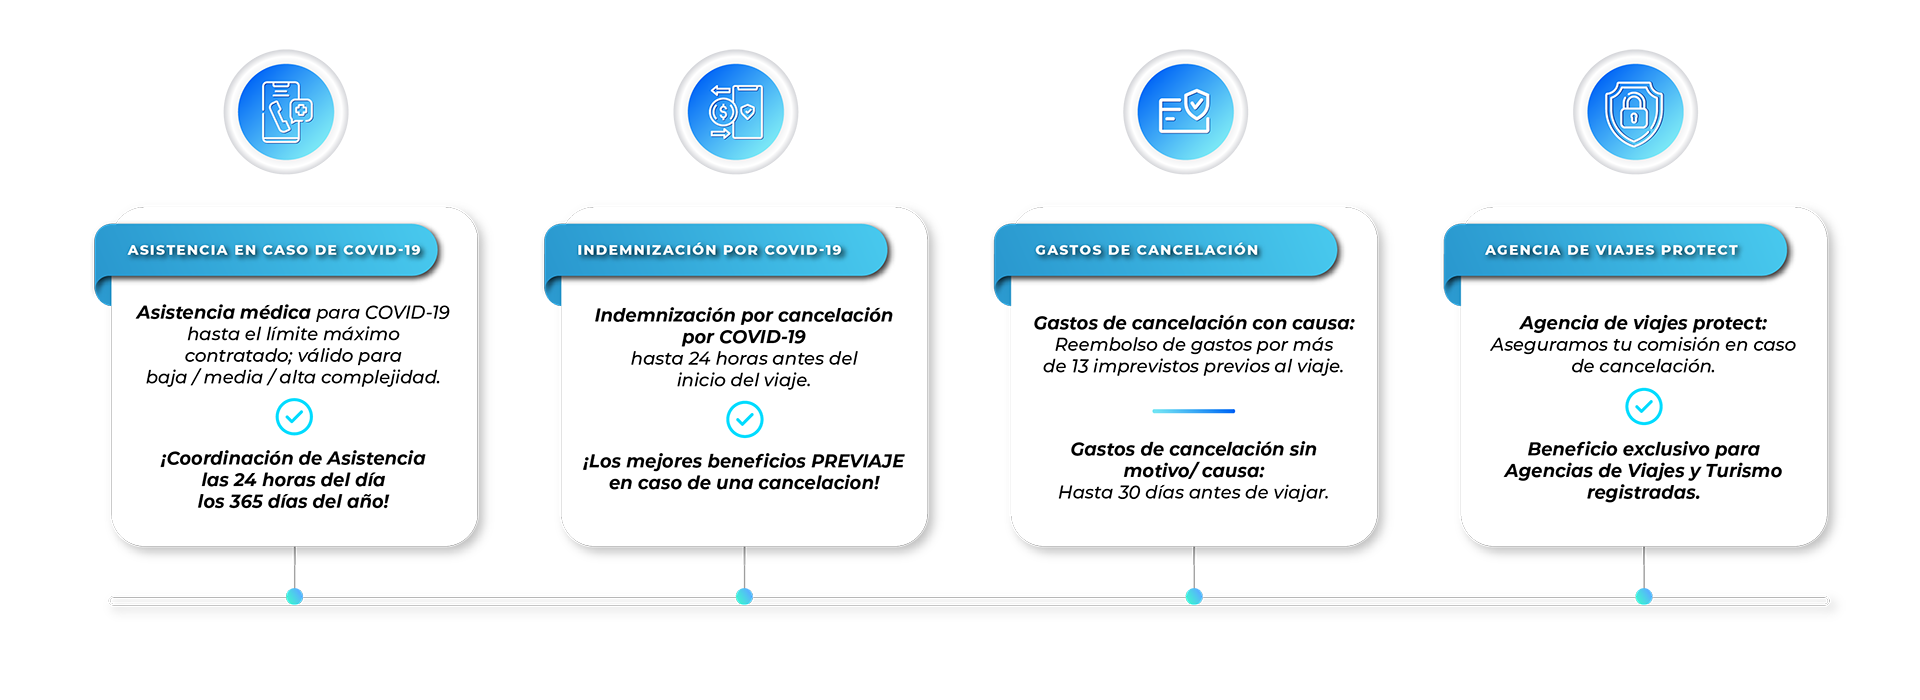 ASISTENCIA EN CASO DE COVID-19
Asistencia médica para COVID-19
hasta el límite máximo
contratado; válido para
baja / media / alta complejidad.
¡Coordinación de Asistencia
las 24 horas del día
los 365 días del año!
INDEMNIZACIÓN POR COVID-19
Indemnización por cancelación
por COVID-19
hasta 24 horas antes del
inicio del viaje.
¡Los mejores beneficios PREVIAJE
en caso de una cancelacion!
GASTOS DE CANCELACIÓN
Gastos de cancelación con causa:
Reembolso de gastos por más
de 13 imprevistos previos al viaje.
Gastos de cancelación sin
motivo/ causa:
Hasta 30 días antes de viajar.
AGENCIA DE VIAJES PROTECT
Agencia de viajes protect:
Aseguramos tu comisión en caso
de cancelación.
Beneficio exclusivo para
Agencias de Viajes y Turismo
registradas.